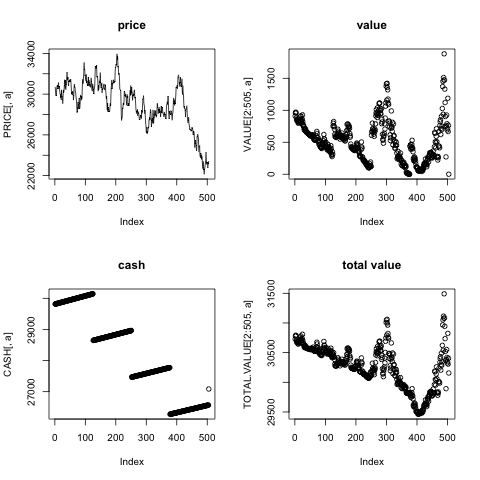 price
PRICE[, a]
22000 26000 30000 34000
0 100 200 300 400 500
Index
value
VALUE[2:505, a]
0 500 1000 1500
0 100 200 300 400 500
Index
cash
CASH[, a]
27000 29000
0 100 200 300 400 500
Index
total value
TOTAL.VALUE[2:505, a]
29500 30500 31500
0 100 200 300 400 500
Index